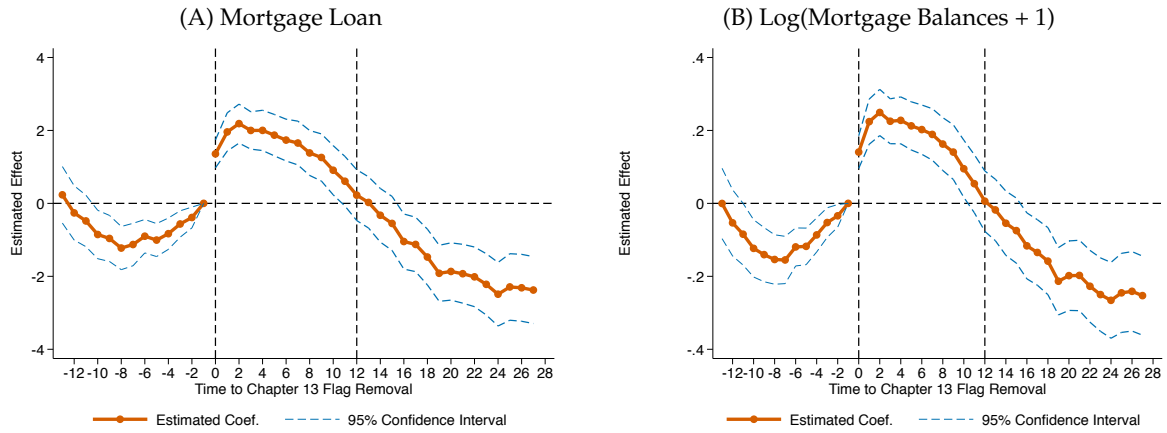 (A) Mortgage Loan
4
2
0
-2
-4
Estimated Effect
-12 -10 -8 -6 -4 -2 0 2 4 6 8 10 12 14 16 18 20 22 24 26 28
Time to Chapter 13 Flag Removal
Estimated Coef. 95% Confidence Interval
(B) Log(Mortgage Balances + 1)
.4
.2
0
-.2
-.4
Estimated Effect
-12 -10 -8 -6 -4 -2 0 2 4 6 8 10 12 14 16 18 20 22 24 26 28
Time to Chapter 13 Flag Removal
Estimated Coef. 95% Confidence Interval